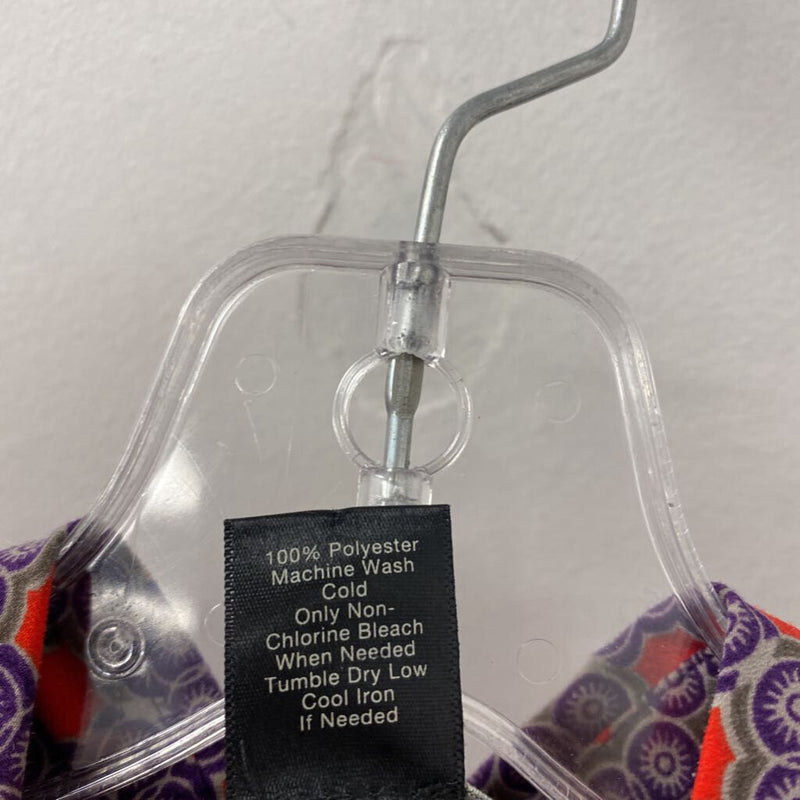 100% Polyester
Machine Wash
Cold
Only Non-
Chlorine Bleach
When Needed
Tumble Dry Low
Cool Iron
If Needed